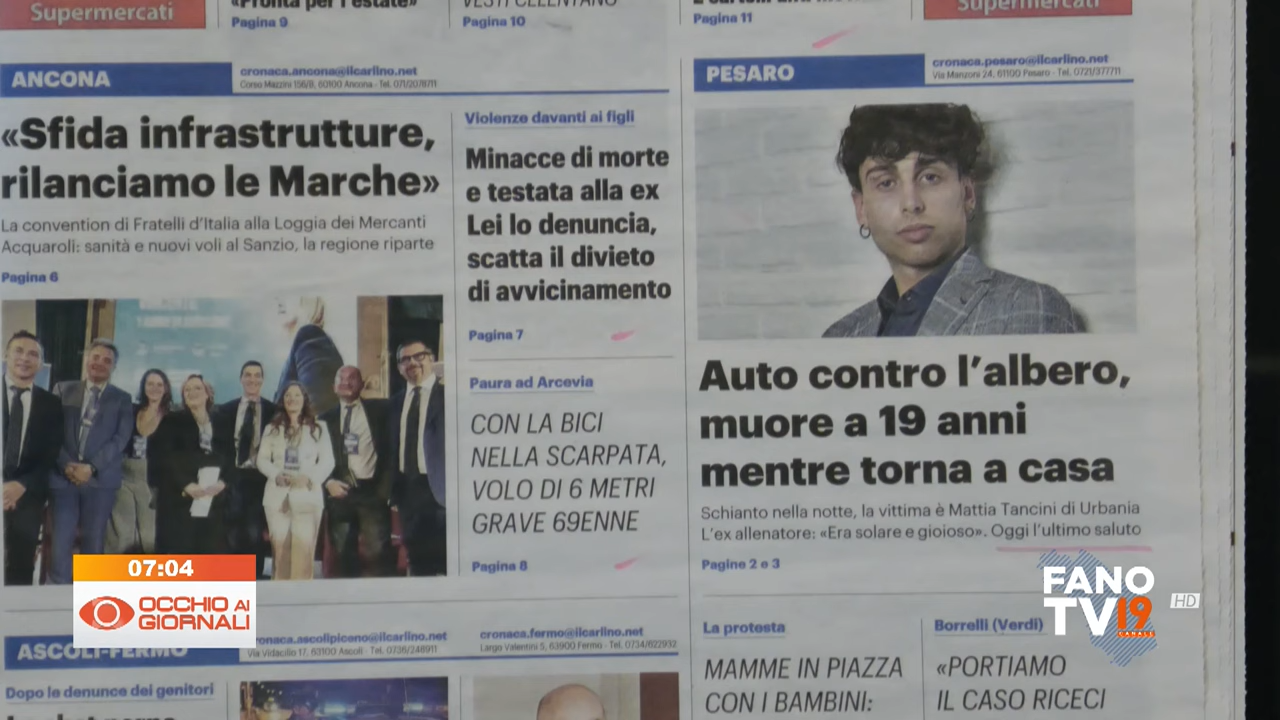 Supermercati
«Pronta per l'estate»
Pagina 9
VESTI CELENTANO
Pagina 10
Pagina 11
Supermercati
ANCONA
cronaca.ancona@ilcarlino.net
Corso Mazzini 156/8, 60100 Ancona - Tel. 071/2078711
«Sfida infrastrutture,
rilanciamo le Marche»
La convention di Fratelli d'Italia alla Loggia dei Mercanti
Acquaroli: sanità e nuovi voli al Sanzio, la regione riparte
Pagina 6
Violenze davanti ai figli
Minacce di morte
e testata alla ex
Lei lo denuncia,
scatta il divieto
di avvicinamento
Pagina 7
Paura ad Arcevia
CON LA BICI
NELLA SCARPATA,
VOLO DI 6 METRI
GRAVE 69ENNE
Pagina 8
PESARO
cronaca.pesaro@ilcarlino.net
Via Manzoni 24, 61100 Pesaro - Tel. 0721/377711
Auto contro l'albero,
muore a 19 anni
mentre torna a casa
Schianto nella notte, la vittima è Mattia Tancini di Urbania
L'ex allenatore: «Era solare e gioioso». Oggi l'ultimo saluto
Pagine 2 e 3
La protesta
MAMME IN PIAZZA
CON I BAMBINI:
Borrelli (Verdi)
«PORTIAMO
IL CASO RICECI
ASCOLI-FERMO
cronaca.ascolipiceno@ilcarlino.net
Via Vidacilio 17, 63100 Ascoli - Tel. 0736/248911
cronaca.fermo@ilcarlino.net
Largo Valentini 5, 63900 Fermo - Tel. 0734/622932
Dopo le denunce dei genitori
07:04
OCCHIO AI
GIORNALI
FANO
TV19
CANALE
HD